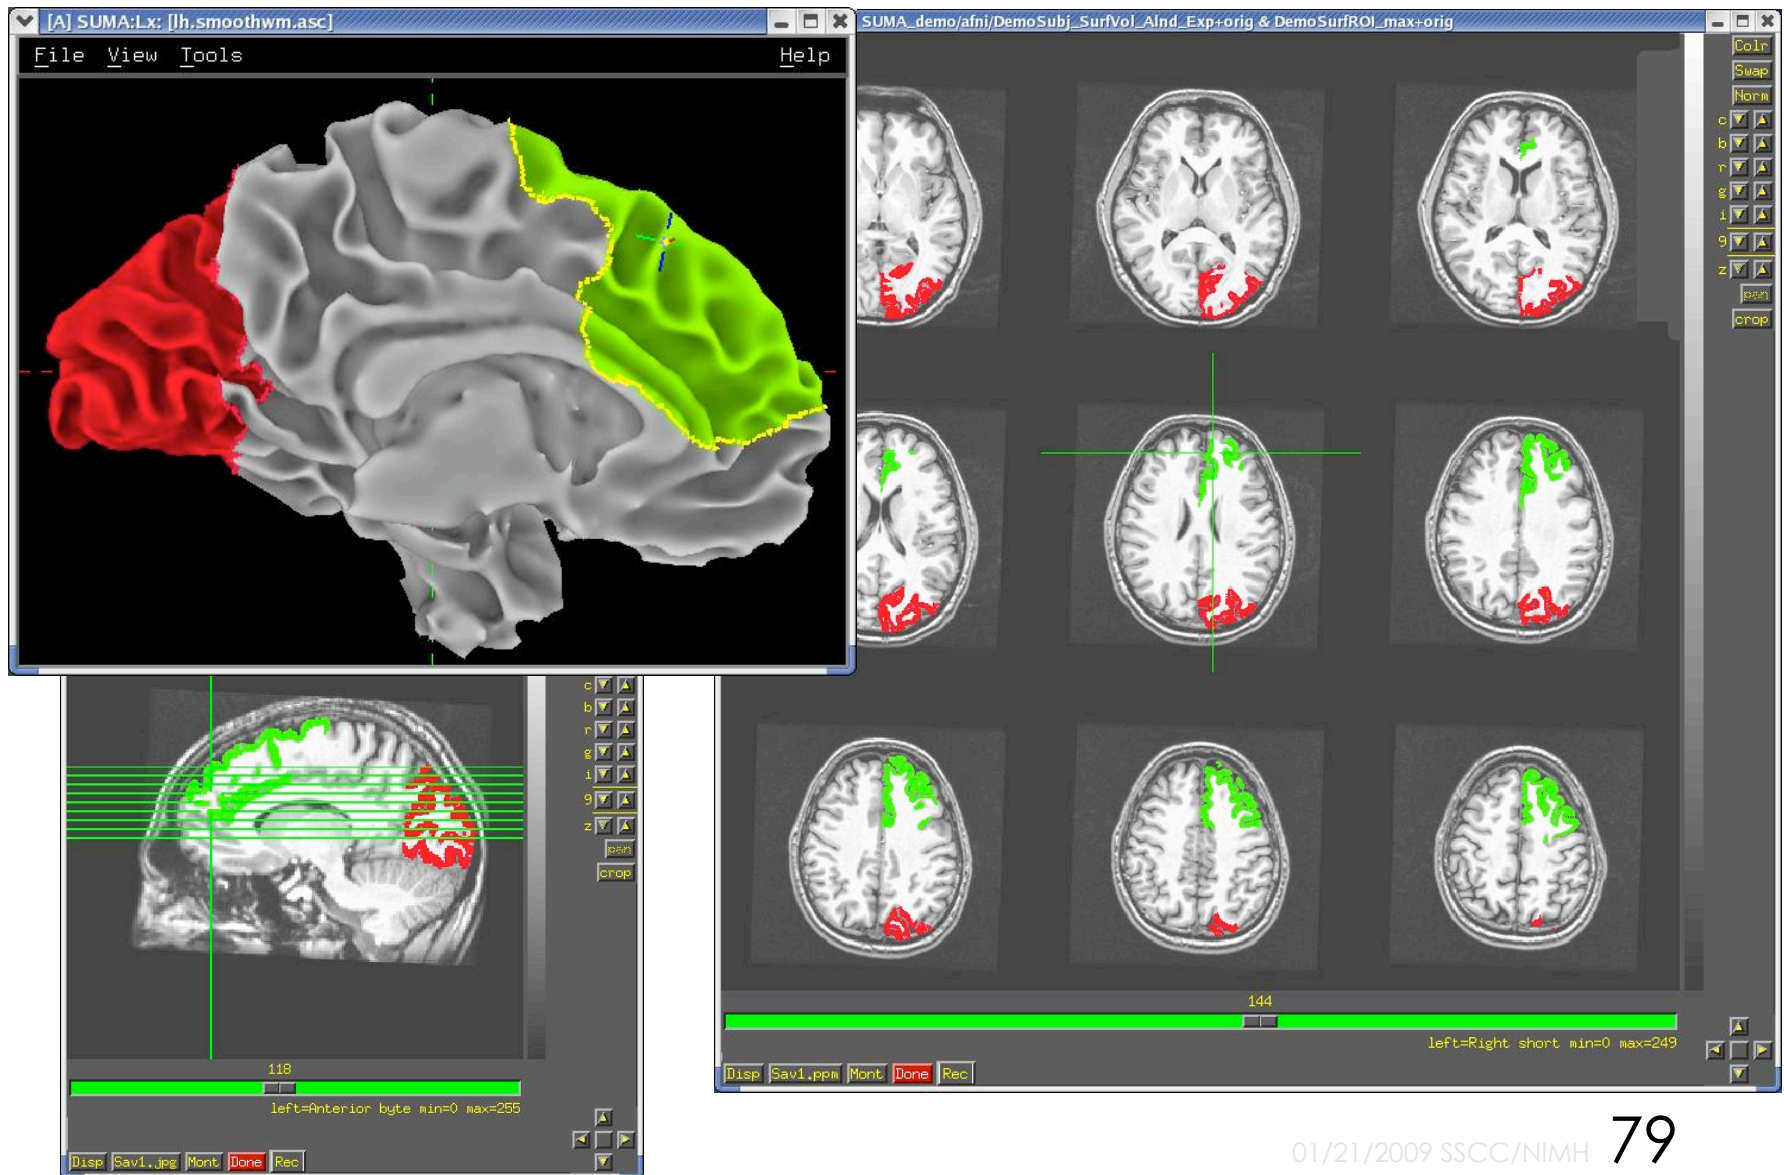 [A] SUMA:Lx: [lh.smoothwm.asc]
File View Tools Help
SUMA_demo/afni/DemoSubj_SurfVol_Alnd_Exp+orig & DemoSurfROI_max+orig
Colr
Swap
Norm
c
b
r
g
i
9
z
pan
crop
c
b
r
g
i
9
z
pan
crop
144
left=Right short min=0 max=249
Disp Sav1.ppm Mont Done Rec
118
left=Anterior byte min=0 max=255
Disp Sav1.jpg Mont Done Rec
01/21/2009 SSCC/NIMH 79